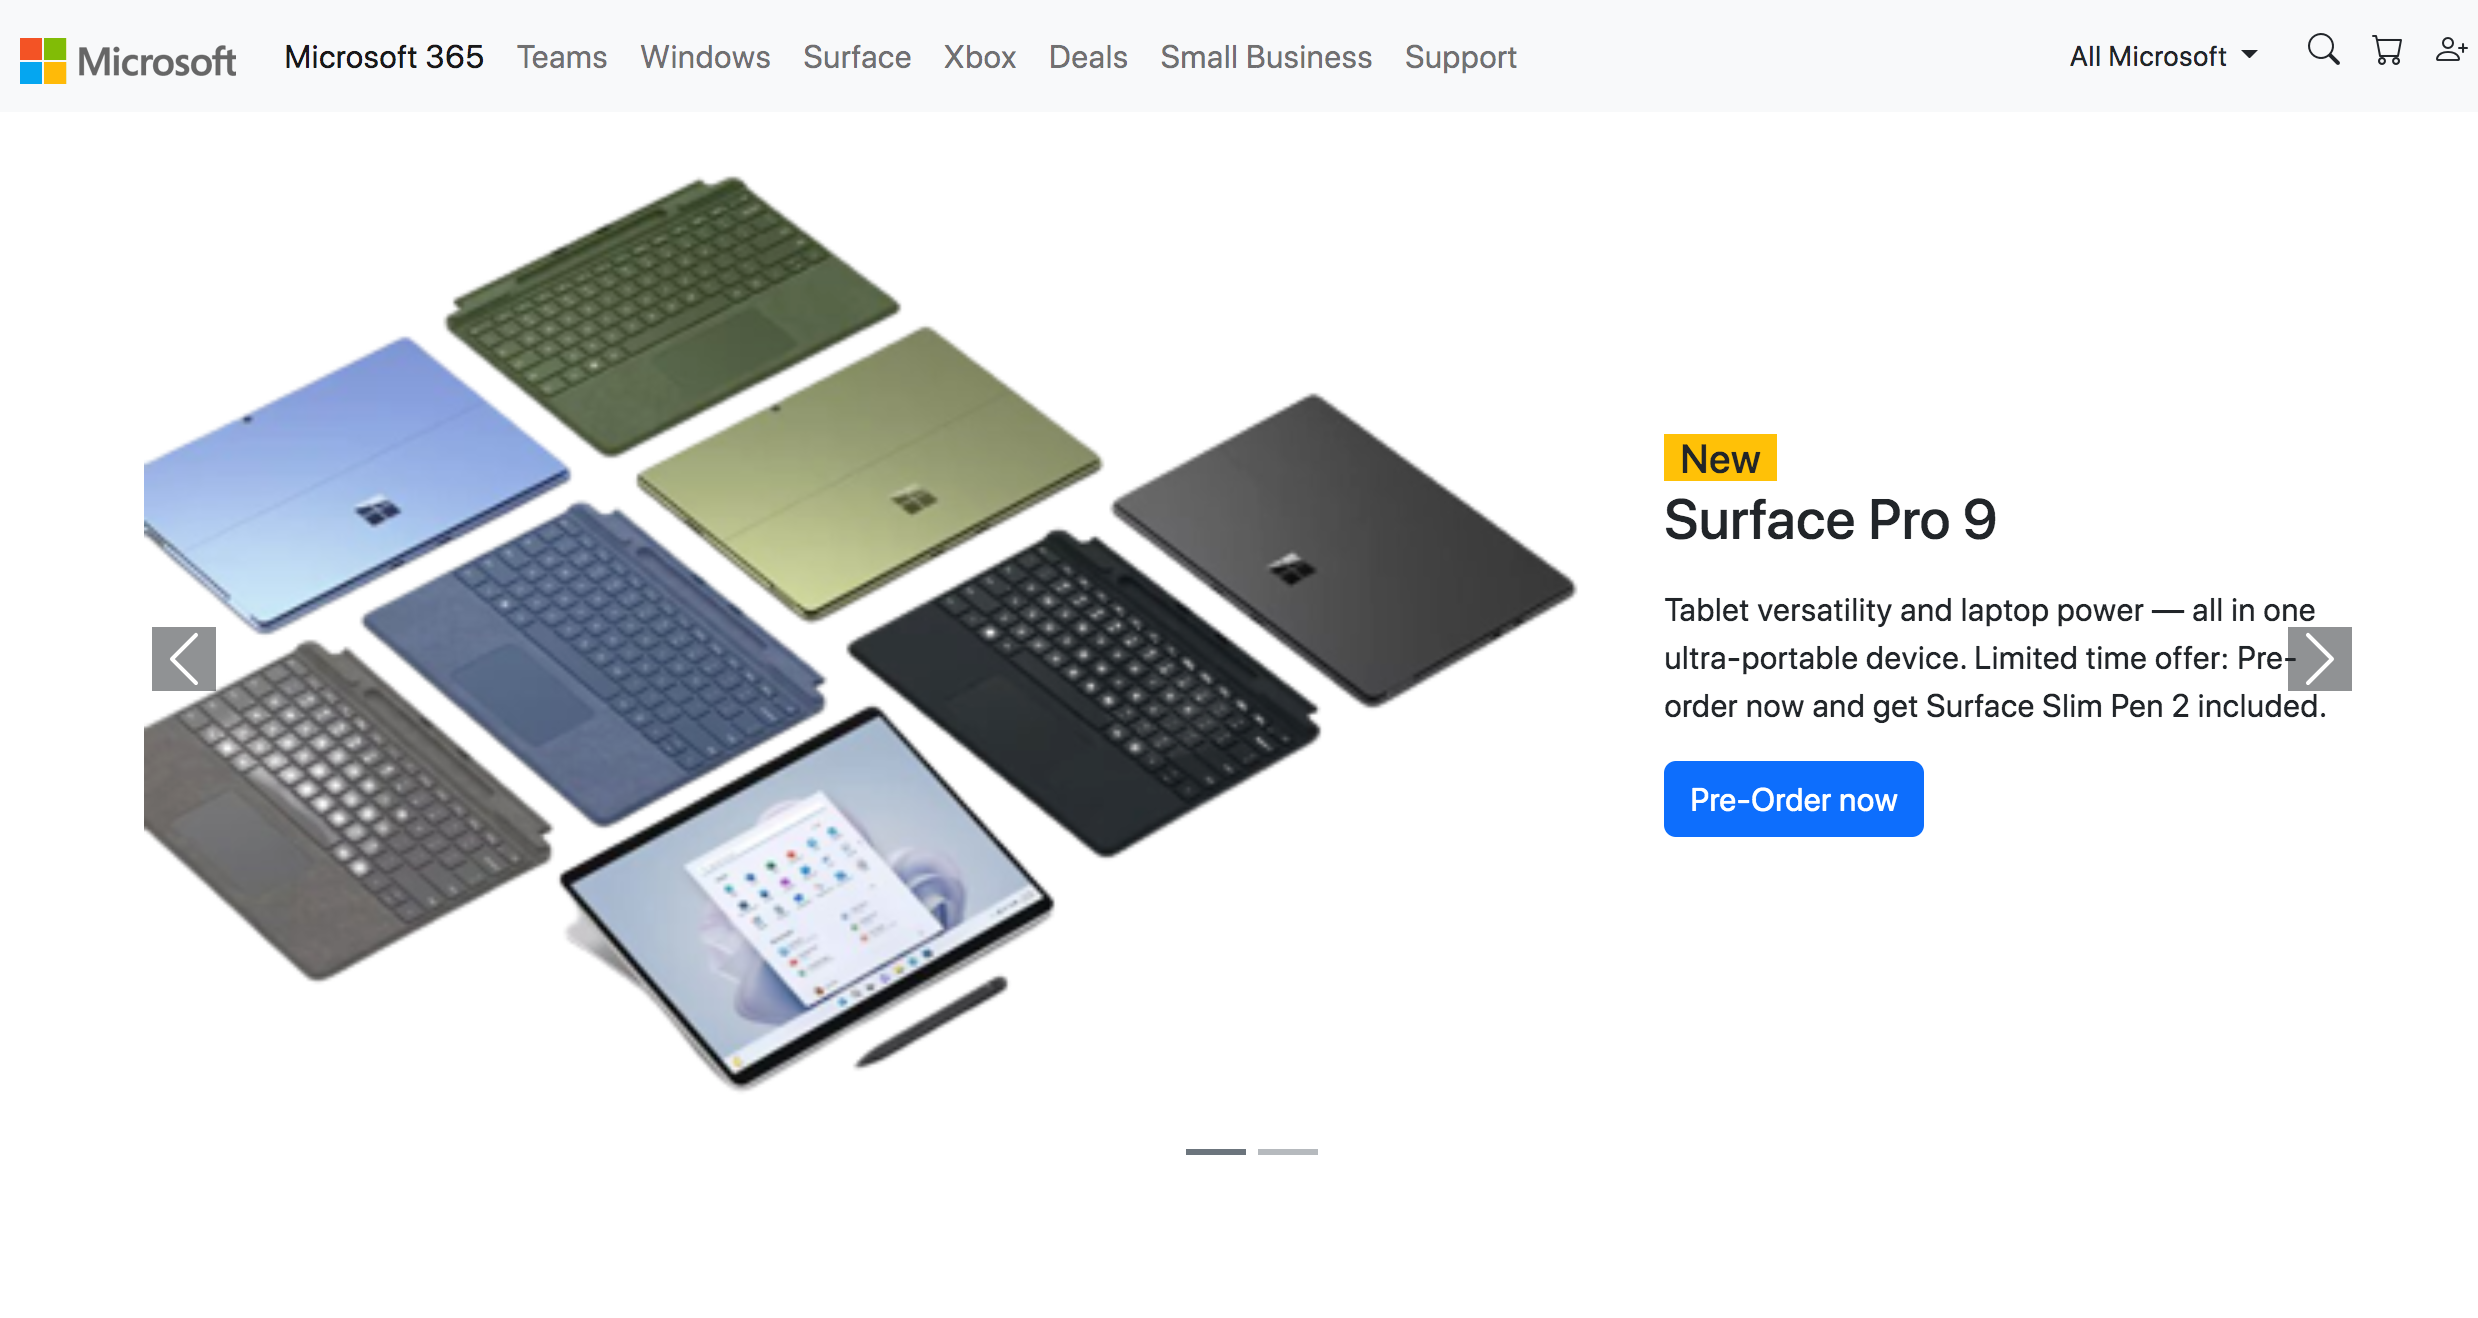 Microsoft
Microsoft 365 Teams Windows Surface Xbox Deals Small Business Support
All Microsoft
New
Surface Pro 9
Tablet versatility and laptop power — all in one
ultra-portable device. Limited time offer: Pre-
order now and get Surface Slim Pen 2 included.
Pre-Order now